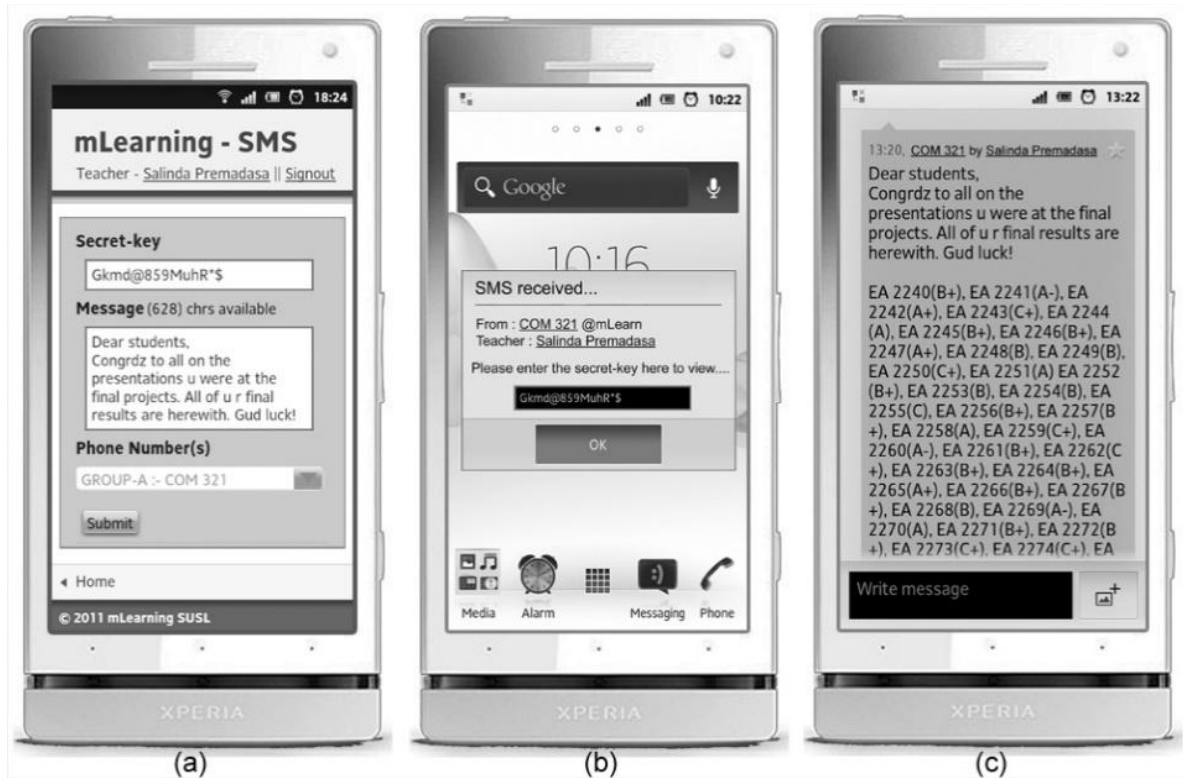 18:24
mLearning - SMS
Teacher - Salinda Premadasa || Signout
Secret-key
Gkmd@859MuhR*$
Message (628) chrs available
Dear students,
Congrdz to all on the
presentations u were at the
final projects. All of u r final
results are herewith. Gud luck!
Phone Number(s)
GROUP-A :- COM 321
Submit
Home
© 2011 mLearning SUSL
XPERIA
(a)
10:22
Google
10:16
SMS received...
From : COM 321 @mLearn
Teacher : Salinda Premadasa
Please enter the secret-key here to view....
Gkmd@859MuhR*$
OK
Media Alarm Messaging Phone
XPERIA
(b)
13:22
13:20, COM 321 by Salinda Premadasa
Dear students,
Congrdz to all on the
presentations u were at the final
projects. All of u r final results are
herewith. Gud luck!
EA 2240(B+), EA 2241(A-), EA
2242(A+), EA 2243(C+), EA 2244
(A), EA 2245(B+), EA 2246(B+), EA
2247(A+), EA 2248(B), EA 2249(B),
EA 2250(C+), EA 2251(A) EA 2252
(B+), EA 2253(B), EA 2254(B), EA
2255(C), EA 2256(B+), EA 2257(B
+), EA 2258(A), EA 2259(C+), EA
2260(A-), EA 2261(B+), EA 2262(C
+), EA 2263(B+), EA 2264(B+), EA
2265(A+), EA 2266(B+), EA 2267(B
+), EA 2268(B), EA 2269(A-), EA
2270(A), EA 2271(B+), EA 2272(B
+), EA 2273(C+), EA 2274(C+), EA
Write message
XPERIA
(c)